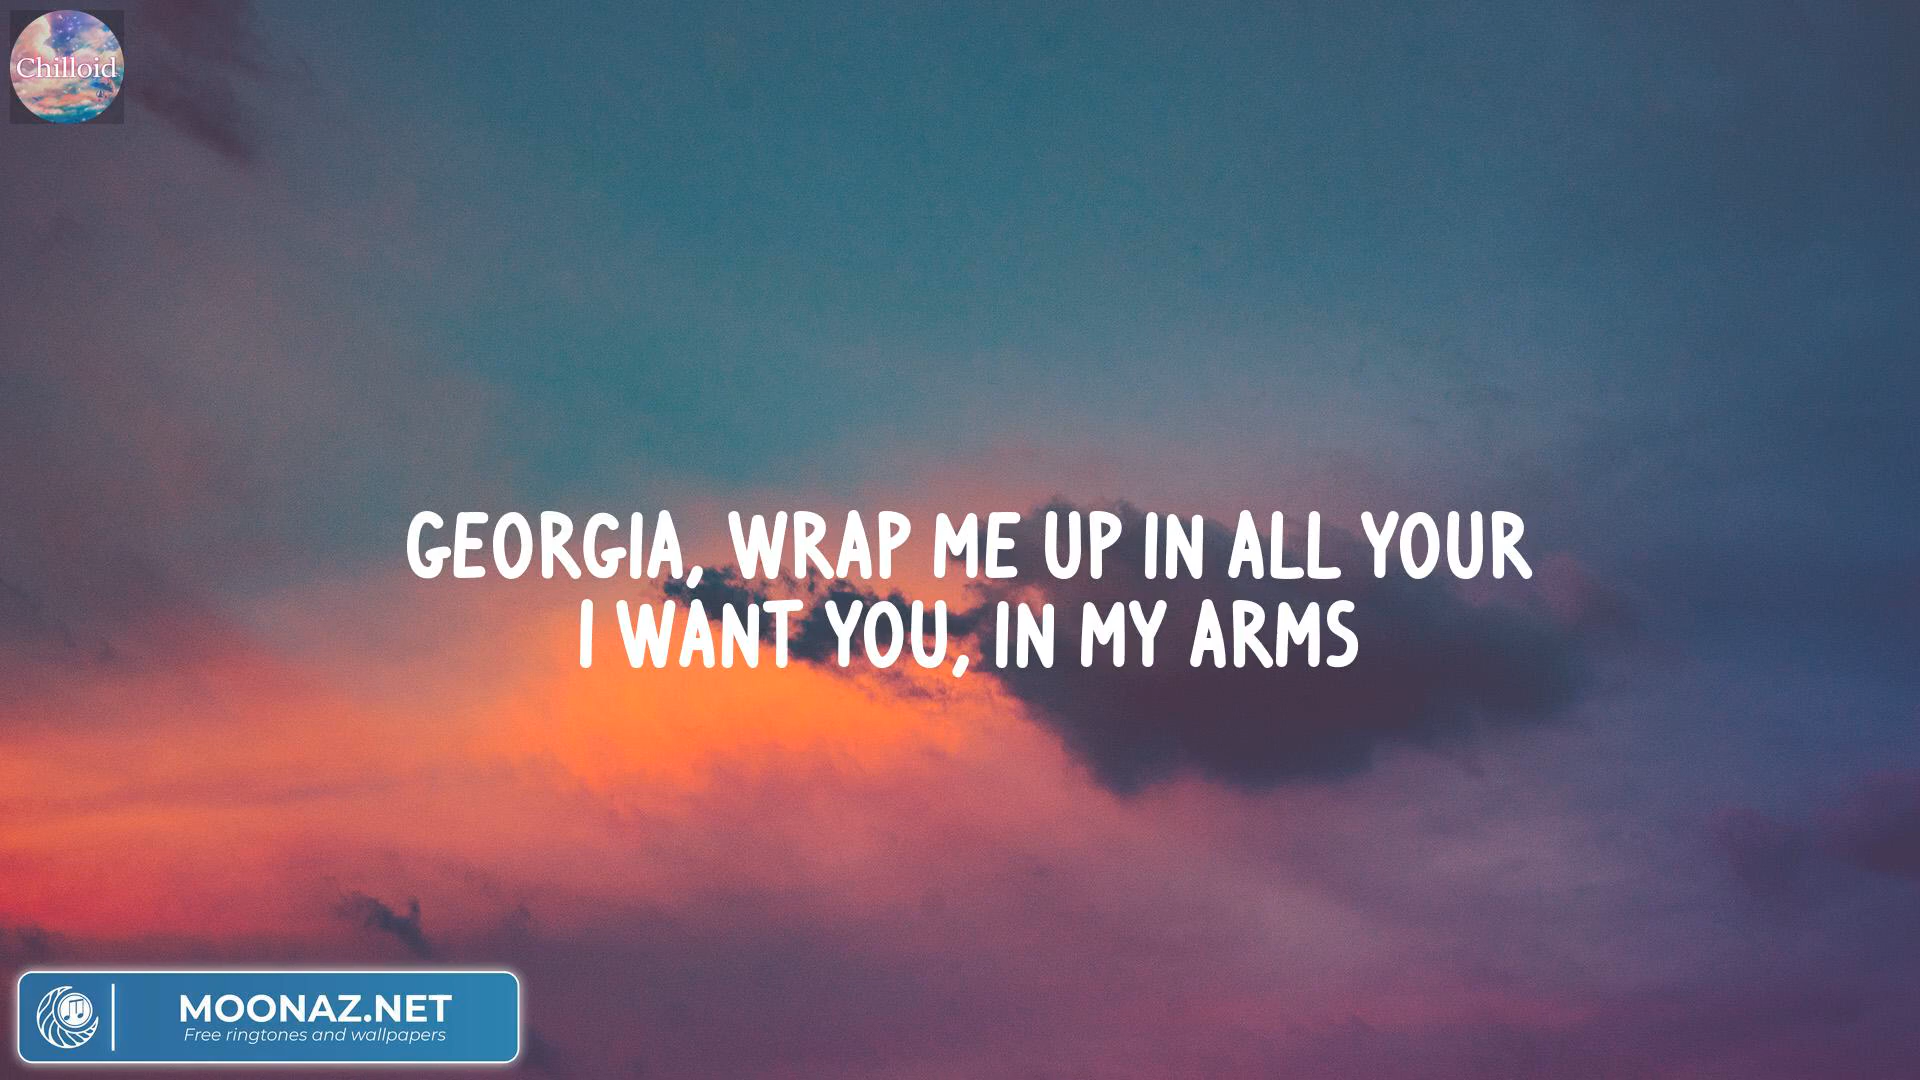 Chilloid
GEORGIA, WRAP ME UP IN ALL YOUR
I WANT YOU, IN MY ARMS
MOONAZ.NET
Free ringtones and wallpapers